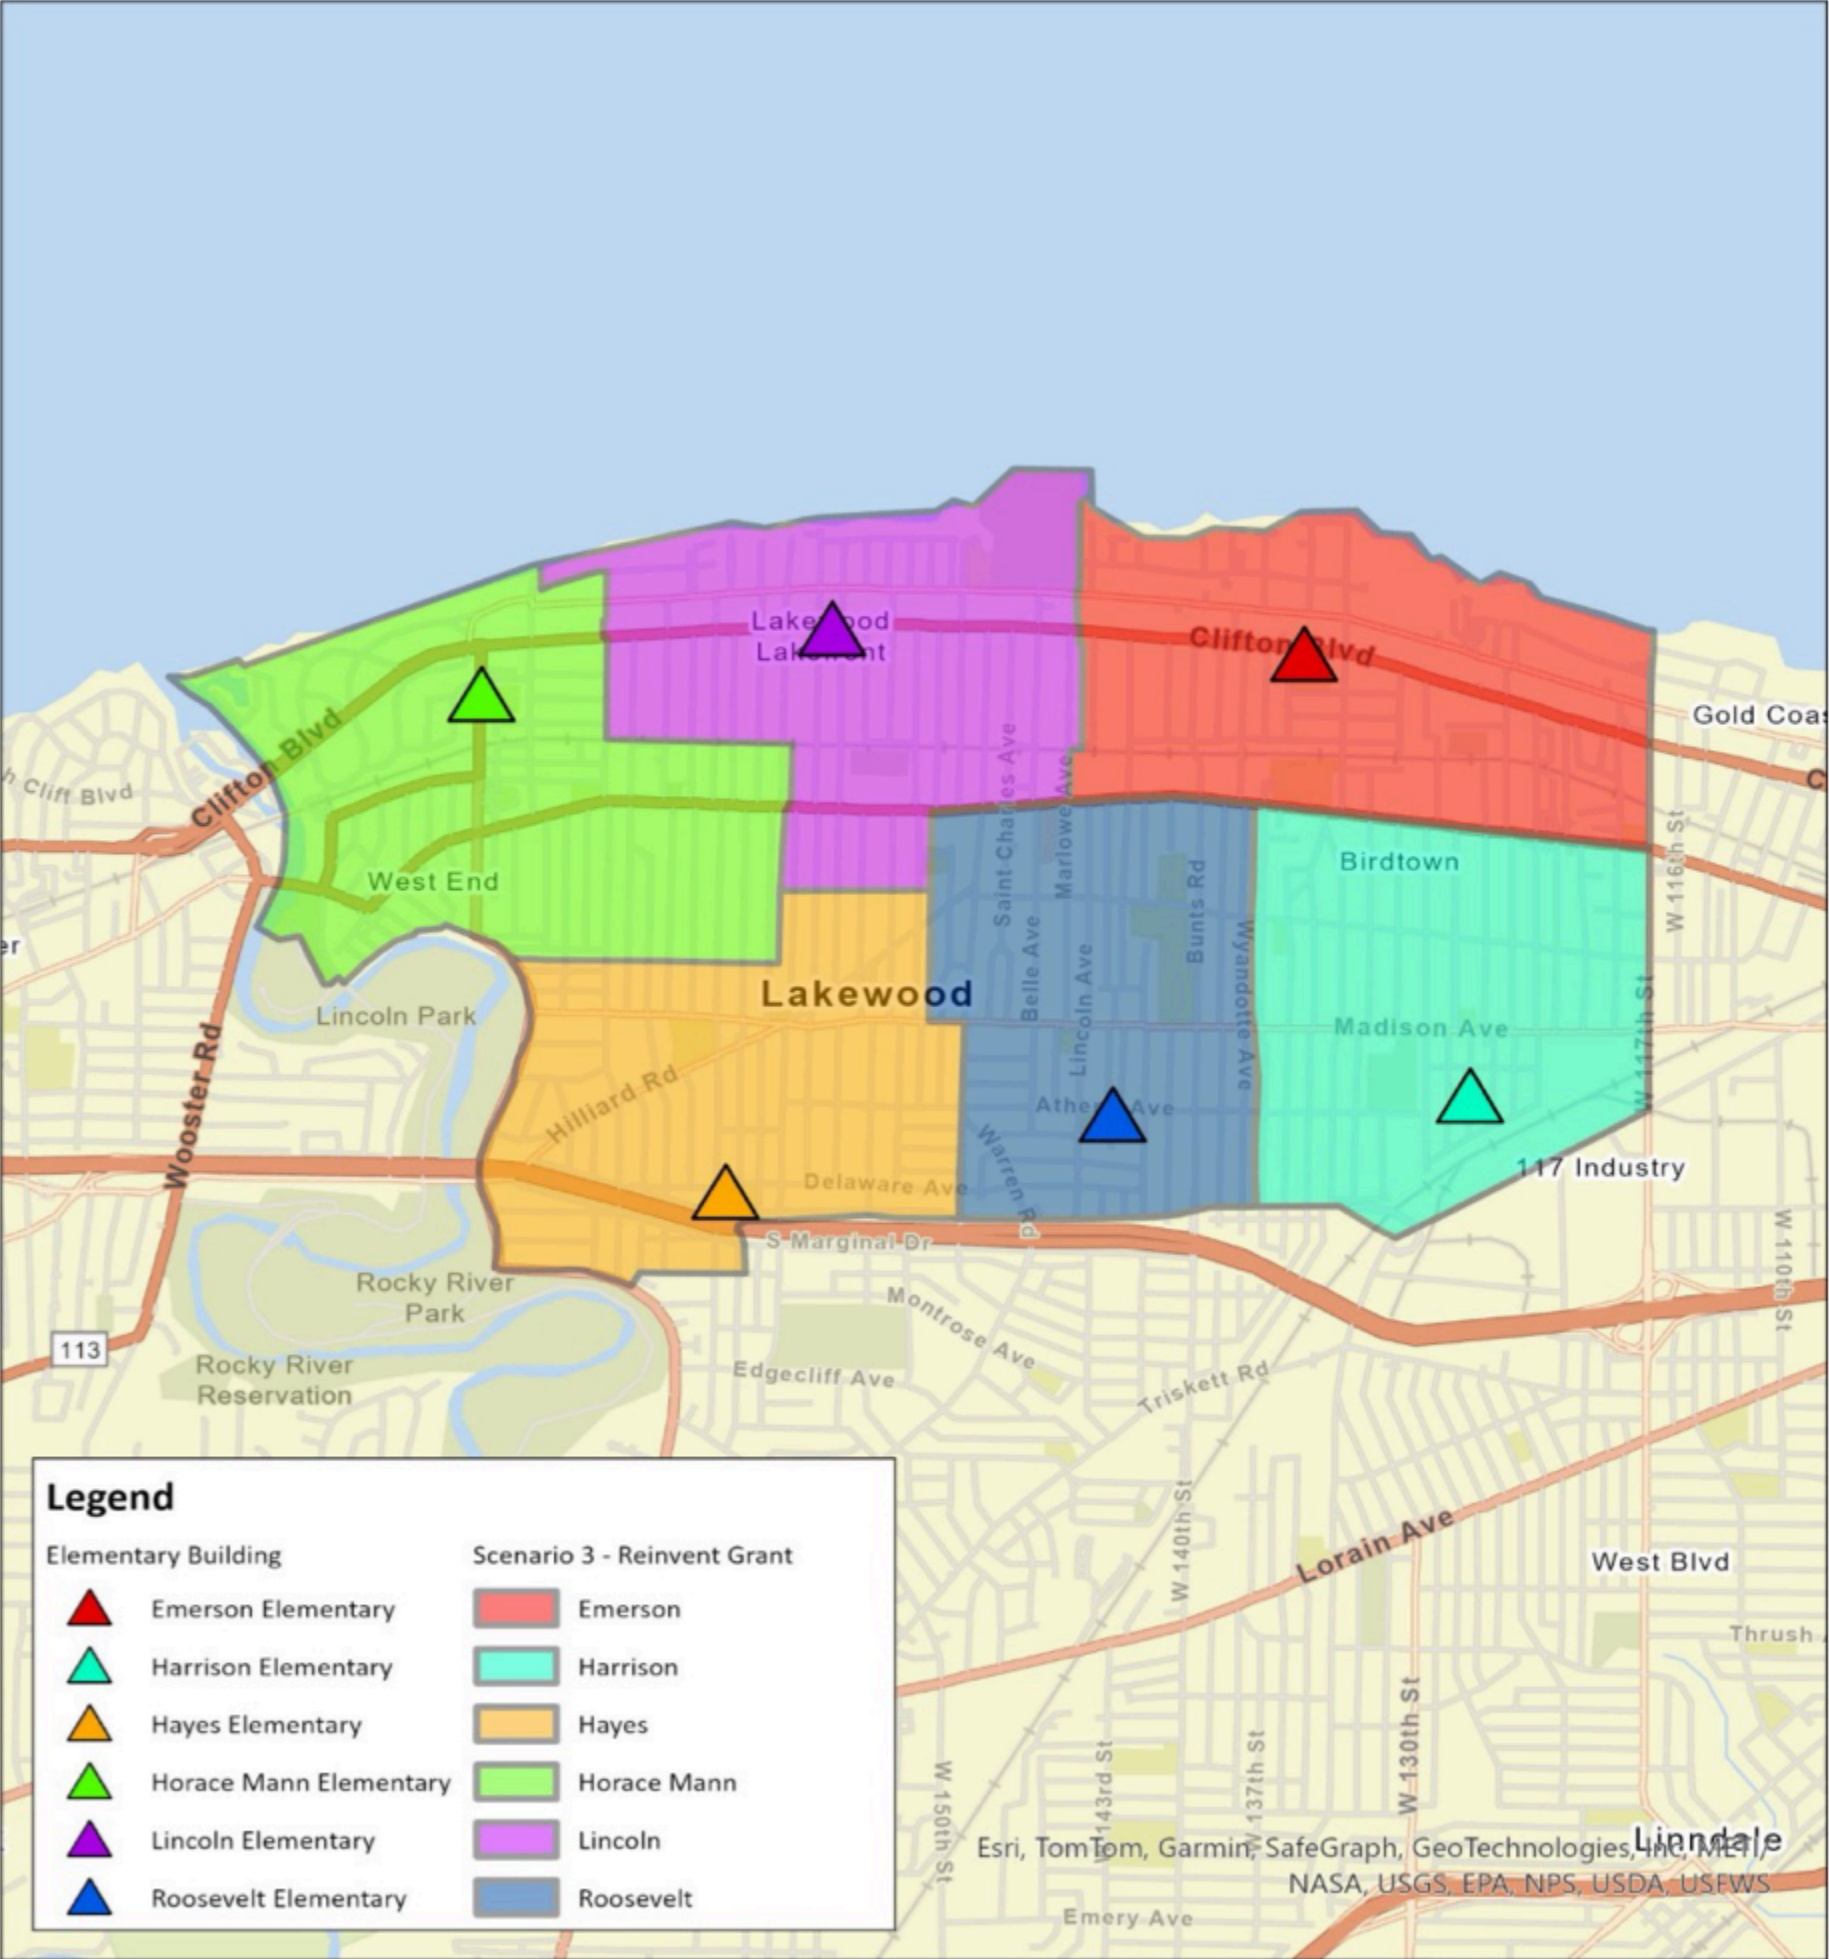 Lakewood
Lakefront
Clifton Blvd
Gold Coas
Clifton Blvd
h Cliff Blvd
C
West End
Birdtown
Saint Charles Ave
Marlowe Ave
Bunts Rd
W 116th St
er
Lakewood
Belle Ave
Lincoln Ave
Wyandotte Ave
Lincoln Park
Madison Ave
W 117th St
Wooster Rd
Hilliard Rd
Athens Ave
Warren Rd
117 Industry
Delaware Ave
S Marginal Dr
W 110th St
Rocky River
Park
Montrose Ave
113
Rocky River
Reservation
Edgecliff Ave
Triskett Rd
W 140th St
Lorain Ave
West Blvd
Thrush
W 130th St
W 143rd St
W 137th St
W 150th St
Linndale
Emery Ave
Legend
Elementary Building
Scenario 3 - Reinvent Grant
Emerson Elementary
Emerson
Harrison Elementary
Harrison
Hayes Elementary
Hayes
Horace Mann Elementary
Horace Mann
Lincoln Elementary
Lincoln
Roosevelt Elementary
Roosevelt
Esri, TomTom, Garmin, SafeGraph, GeoTechnologies, Inc, METI/
NASA, USGS, EPA, NPS, USDA, USFWS